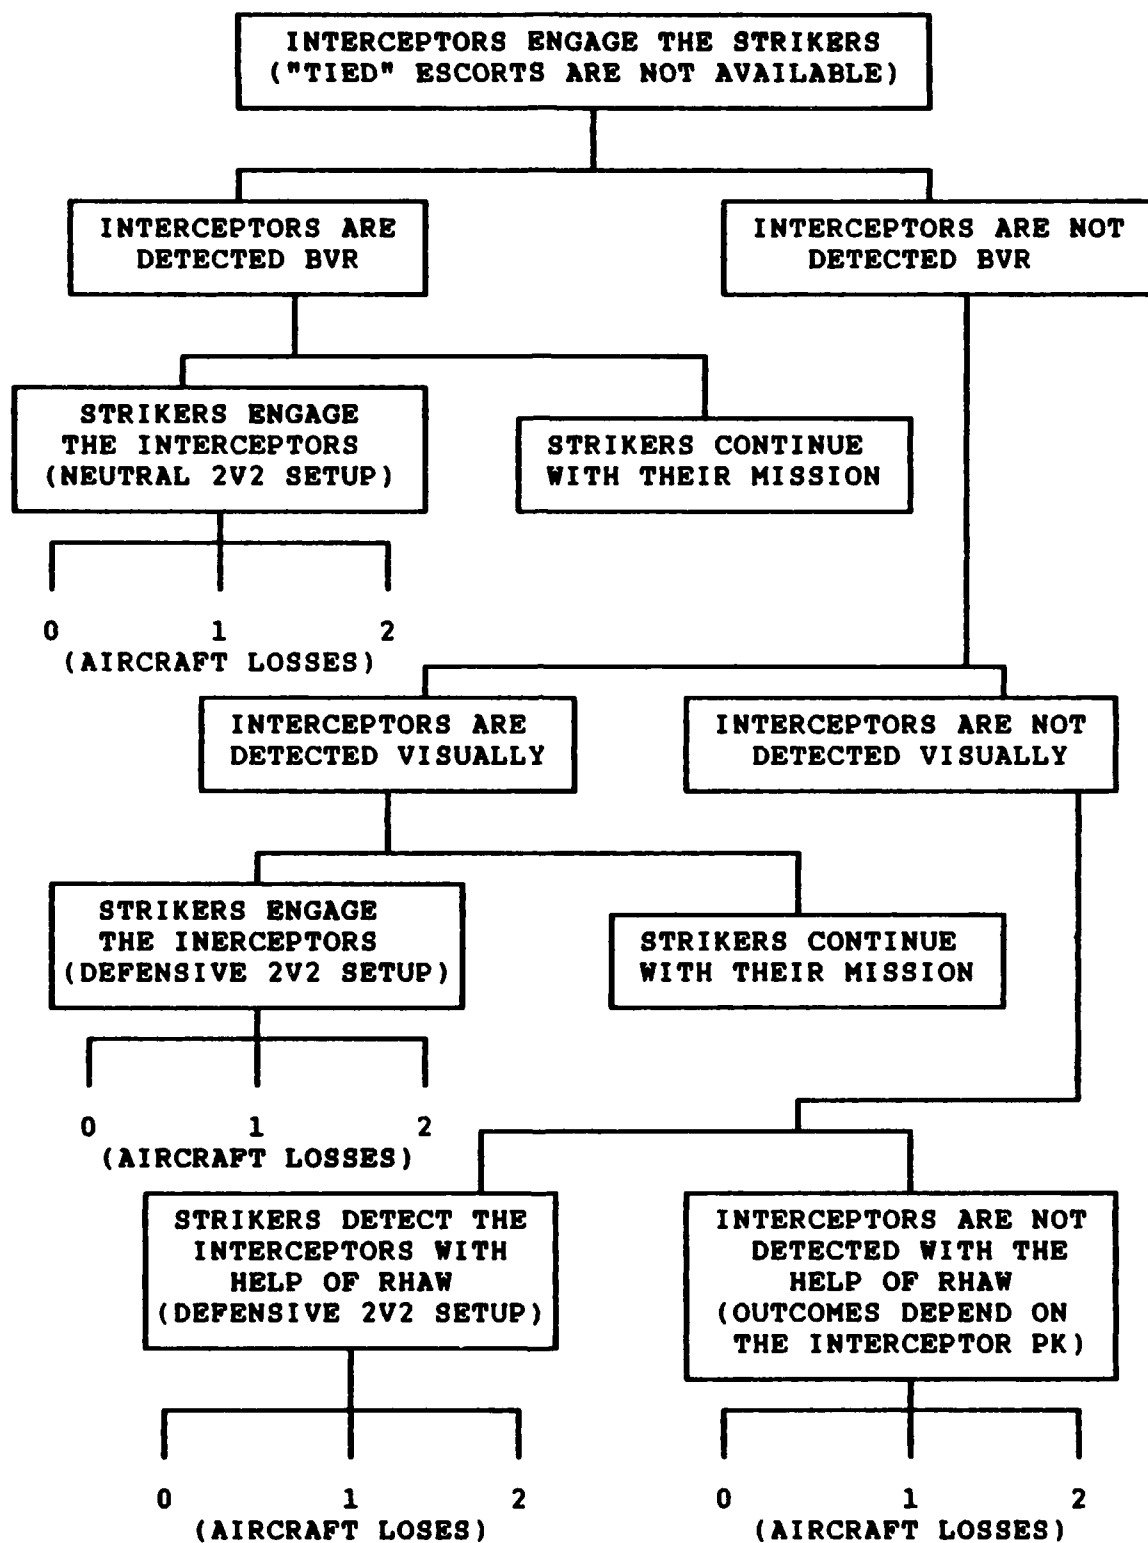 INTERCEPTORS ENGAGE THE STRIKERS
("TIED" ESCORTS ARE NOT AVAILABLE)
INTERCEPTORS ARE
DETECTED BVR
INTERCEPTORS ARE NOT
DETECTED BVR
STRIKERS ENGAGE
THE INTERCEPTORS
(NEUTRAL 2V2 SETUP)
STRIKERS CONTINUE
WITH THEIR MISSION
0 1 2
(AIRCRAFT LOSSES)
INTERCEPTORS ARE
DETECTED VISUALLY
INTERCEPTORS ARE NOT
DETECTED VISUALLY
STRIKERS ENGAGE
THE INERCEPTORS
(DEFENSIVE 2V2 SETUP)
STRIKERS CONTINUE
WITH THEIR MISSION
0 1 2
(AIRCRAFT LOSSES)
STRIKERS DETECT THE
INTERCEPTORS WITH
HELP OF RHAW
(DEFENSIVE 2V2 SETUP)
INTERCEPTORS ARE NOT
DETECTED WITH THE
HELP OF RHAW
(OUTCOMES DEPEND ON
THE INTERCEPTOR PK)
0 1 2
(AIRCRAFT LOSES)
0 1 2
(AIRCRAFT LOSSES)